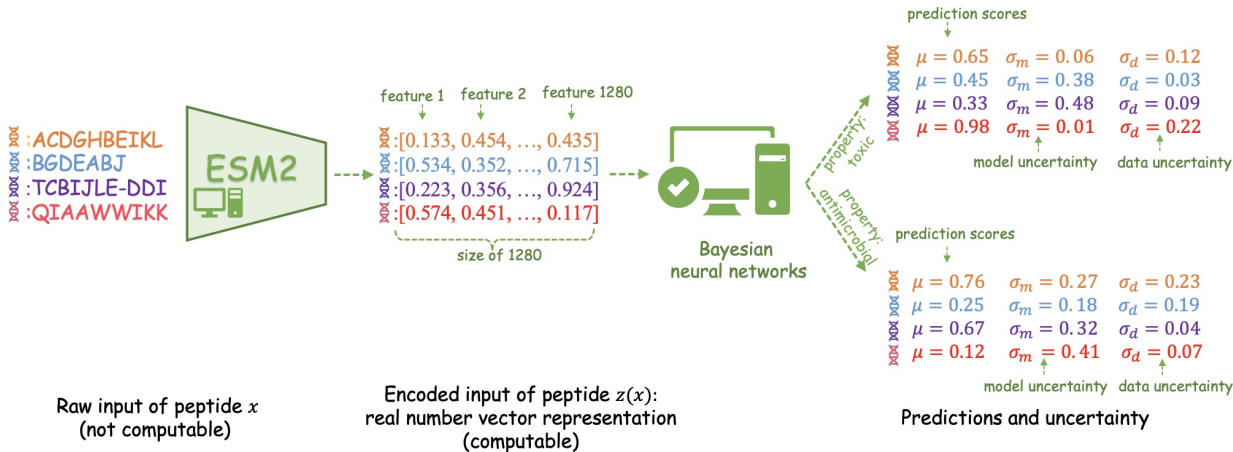 :ACDGHBEIKL
:BGDEABJ
:TCBIJLE-DDI
:QIAAWWIKK
ESM2
Raw input of peptide x
(not computable)
feature 1 feature 2 feature 1280
:[0.133, 0.454, ..., 0.435]
:[0.534, 0.352, ..., 0.715]
:[0.223, 0.356, ..., 0.924]
:[0.574, 0.451, ..., 0.117]
size of 1280
Encoded input of peptide z(x):
real number vector representation
(computable)
Bayesian
neural networks
property:
toxic
property:
antimicrobial
prediction scores
μ = 0.65 σm = 0.06 σd = 0.12
μ = 0.45 σm = 0.38 σd = 0.03
μ = 0.33 σm = 0.48 σd = 0.09
μ = 0.98 σm = 0.01 σd = 0.22
model uncertainty data uncertainty
prediction scores
μ = 0.76 σm = 0.27 σd = 0.23
μ = 0.25 σm = 0.18 σd = 0.19
μ = 0.67 σm = 0.32 σd = 0.04
μ = 0.12 σm = 0.41 σd = 0.07
model uncertainty data uncertainty
Predictions and uncertainty